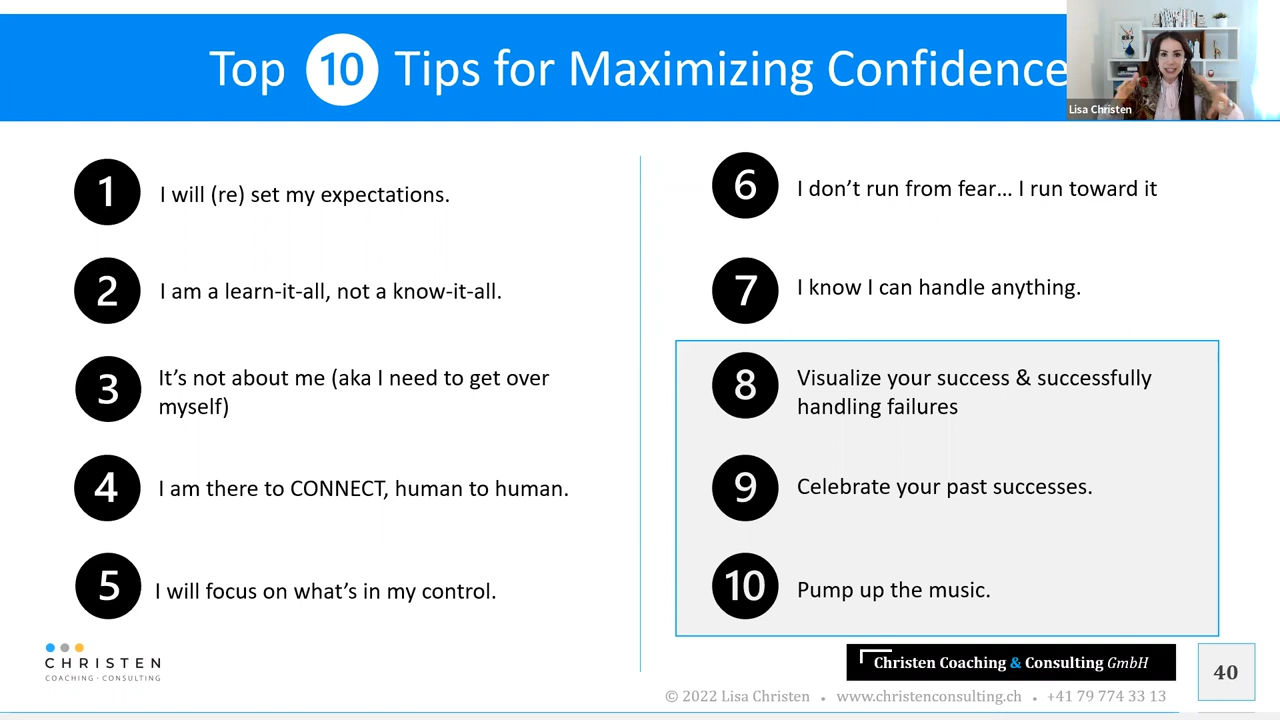 Top 10 Tips for Maximizing Confidence
Lisa Christen
1 I will (re) set my expectations.
2 I am a learn-it-all, not a know-it-all.
3 It’s not about me (aka I need to get over
myself)
4 I am there to CONNECT, human to human.
5 I will focus on what’s in my control.
6 I don’t run from fear… I run toward it
7 I know I can handle anything.
8 Visualize your success & successfully
handling failures
9 Celebrate your past successes.
10 Pump up the music.
CHRISTEN
COACHING · CONSULTING
Christen Coaching & Consulting GmbH
40
© 2022 Lisa Christen • www.christenconsulting.ch • +41 79 774 33 13